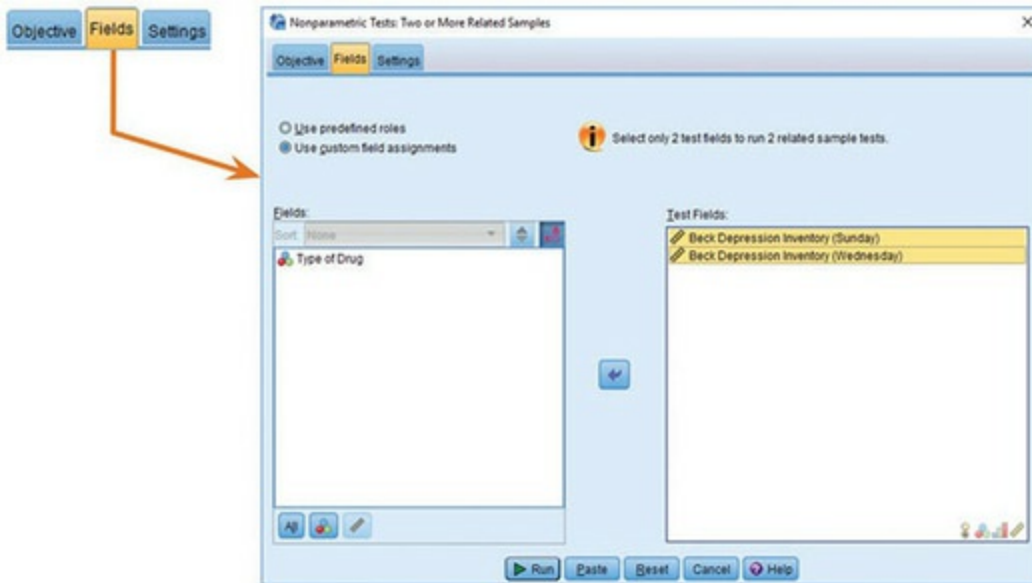 Objective Fields Settings
Nonparametric Tests: Two or More Related Samples
Objective Fields Settings
Use predefined roles
Use custom field assignments
Select only 2 test fields to run 2 related sample tests.
Fields:
Sort: None
Type of Drug
Test Fields:
Beck Depression Inventory (Sunday)
Beck Depression Inventory (Wednesday)
All
Run Paste Reset Cancel Help